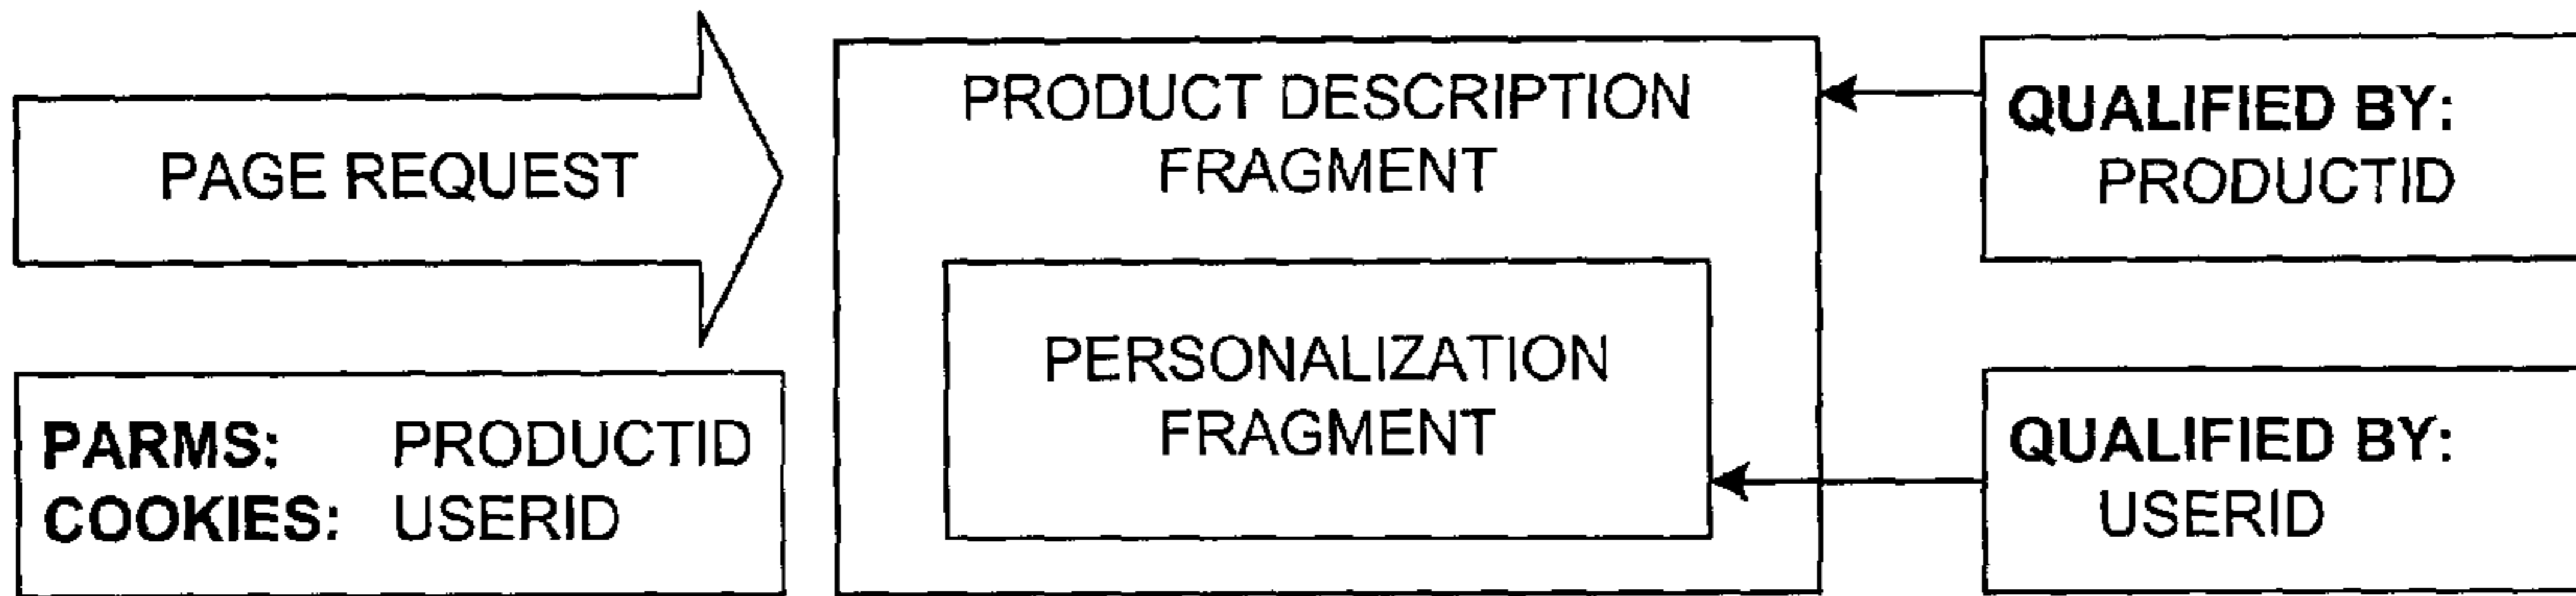 PAGE REQUEST
PARMS: PRODUCTID
COOKIES: USERID
PRODUCT DESCRIPTION
FRAGMENT
PERSONALIZATION
FRAGMENT
QUALIFIED BY:
PRODUCTID
QUALIFIED BY:
USERID